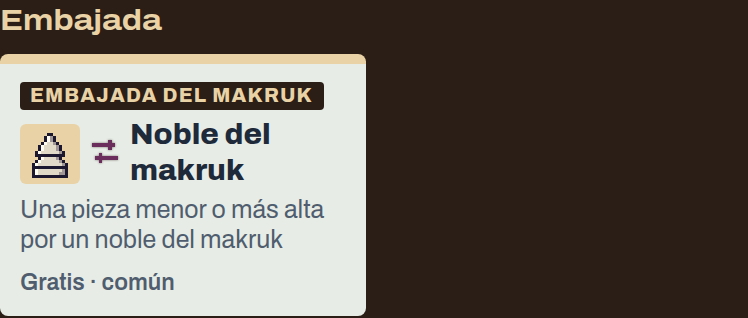 Embajada
EMBAJADA DEL MAKRUK
Noble del
makruk
Una pieza menor o más alta
por un noble del makruk
Gratis · común